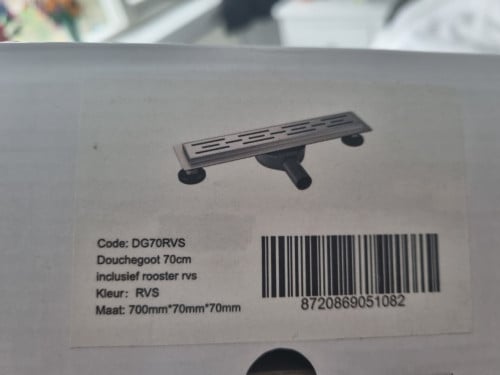 Code: DG70RVS
Douchegoot 70cm
inclusief rooster rvs
Kleur: RVS
Maat: 700mm*70mm*70mm
8720869051082